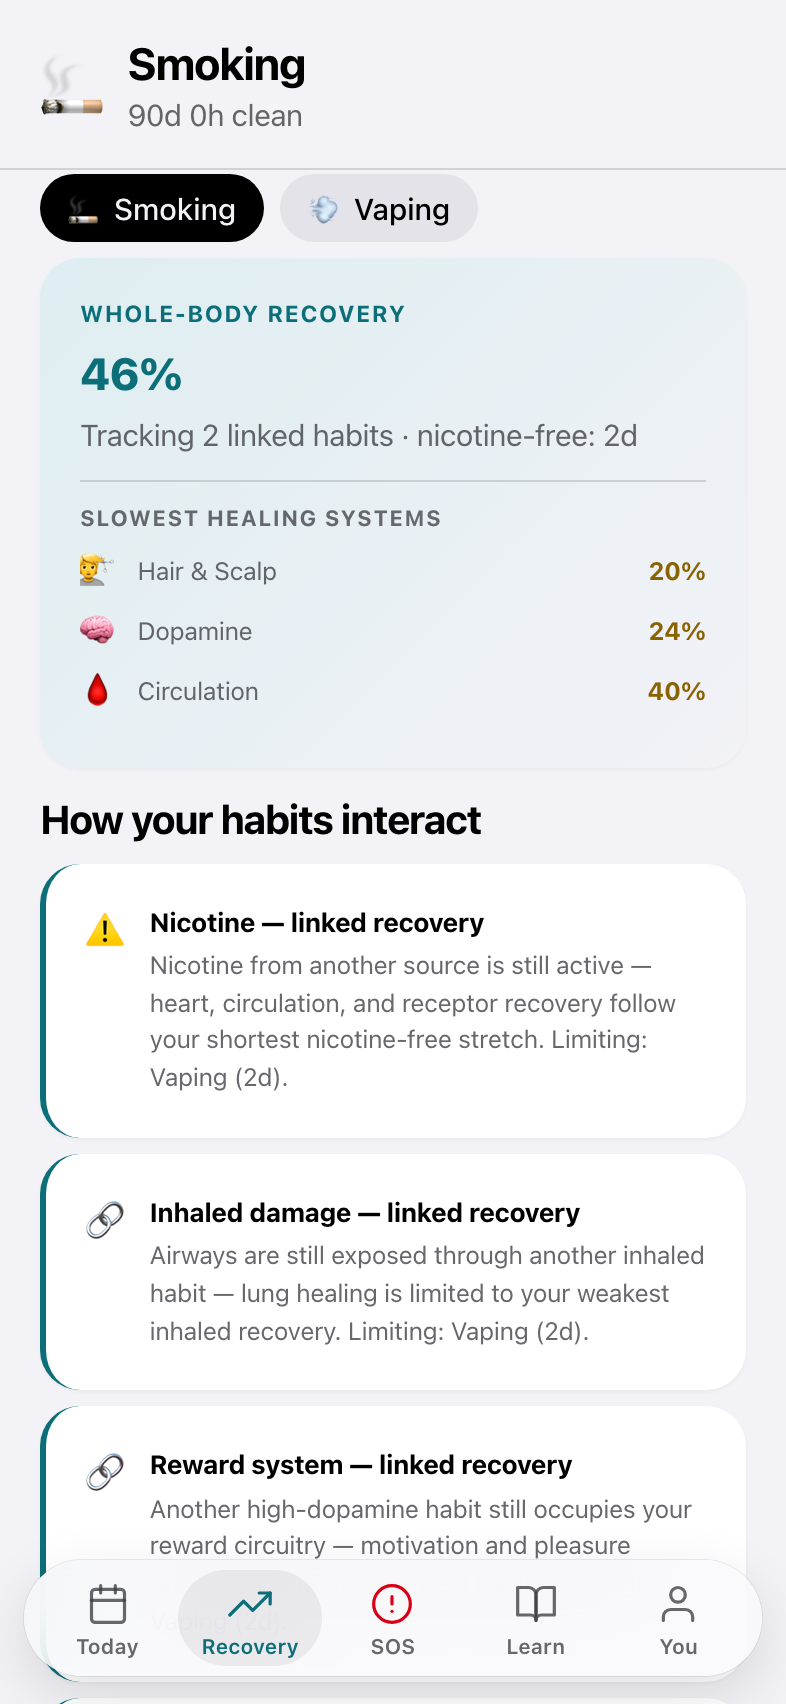 Smoking
90d 0h clean
Smoking
Vaping
WHOLE-BODY RECOVERY
46%
Tracking 2 linked habits · nicotine-free: 2d
SLOWEST HEALING SYSTEMS
Hair & Scalp 20%
Dopamine 24%
Circulation 40%
How your habits interact
Nicotine — linked recovery
Nicotine from another source is still active —
heart, circulation, and receptor recovery follow
your shortest nicotine-free stretch. Limiting:
Vaping (2d).
Inhaled damage — linked recovery
Airways are still exposed through another inhaled
habit — lung healing is limited to your weakest
inhaled recovery. Limiting: Vaping (2d).
Reward system — linked recovery
Another high-dopamine habit still occupies your
reward circuitry — motivation and pleasure
Vaping (2d).
Today
Recovery
SOS
Learn
You